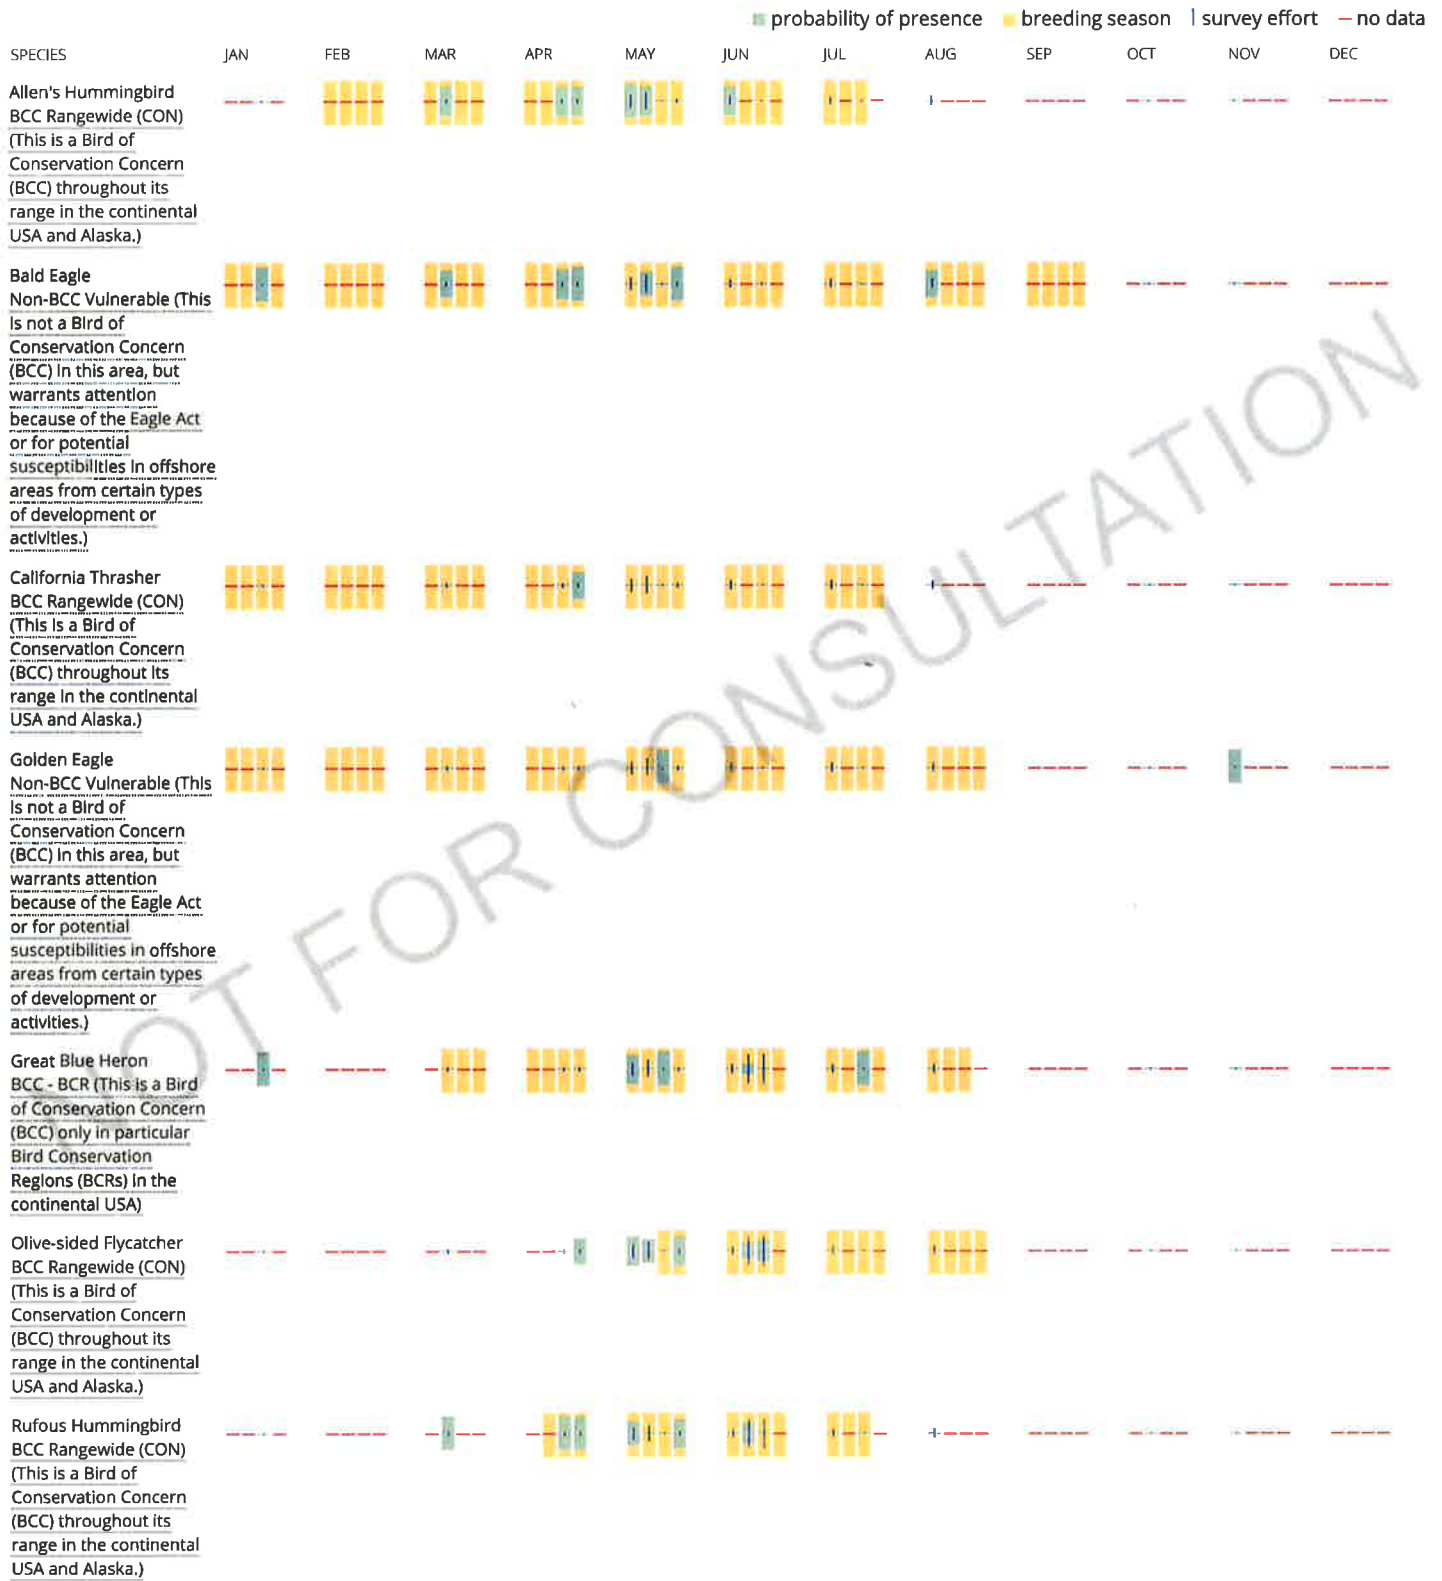 probability of presence breeding season survey effort no data
SPECIES JAN FEB MAR APR MAY JUN JUL AUG SEP OCT NOV DEC
Allen's Hummingbird
BCC Rangewide (CON)
(This is a Bird of
Conservation Concern
(BCC) throughout its
range in the continental
USA and Alaska.)
Bald Eagle
Non-BCC Vulnerable (This
is not a Bird of
Conservation Concern
(BCC) in this area, but
warrants attention
because of the Eagle Act
or for potential
susceptibilities in offshore
areas from certain types
of development or
activities.)
California Thrasher
BCC Rangewide (CON)
(This is a Bird of
Conservation Concern
(BCC) throughout its
range in the continental
USA and Alaska.)
Golden Eagle
Non-BCC Vulnerable (This
is not a Bird of
Conservation Concern
(BCC) in this area, but
warrants attention
because of the Eagle Act
or for potential
susceptibilities in offshore
areas from certain types
of development or
activities.)
Great Blue Heron
BCC - BCR (This is a Bird
of Conservation Concern
(BCC) only in particular
Bird Conservation
Regions (BCRs) in the
continental USA)
Olive-sided Flycatcher
BCC Rangewide (CON)
(This is a Bird of
Conservation Concern
(BCC) throughout its
range in the continental
USA and Alaska.)
Rufous Hummingbird
BCC Rangewide (CON)
(This is a Bird of
Conservation Concern
(BCC) throughout its
range in the continental
USA and Alaska.)
NOT FOR CONSULTATION